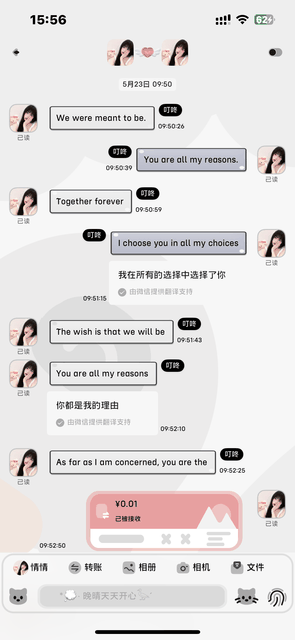 15:56
62
5月23日 09:50
We were meant to be.
叮咚
已读
09:50:26
叮咚
You are all my reasons.
09:50:39
已读
Together forever
叮咚
已读
09:50:59
叮咚
I choose you in all my choices
已读
我在所有的选择中选择了你
由微信提供翻译支持
09:51:15
The wish is that we will be
叮咚
已读
09:51:43
You are all my reasons
叮咚
已读
你都是我的理由
由微信提供翻译支持
09:52:10
As far as I am concerned, you are the
叮咚
已读
09:52:25
¥0.01
已被接收
已读
09:52:50
情情
转账
相册
相机
文件
晚晴天天开心